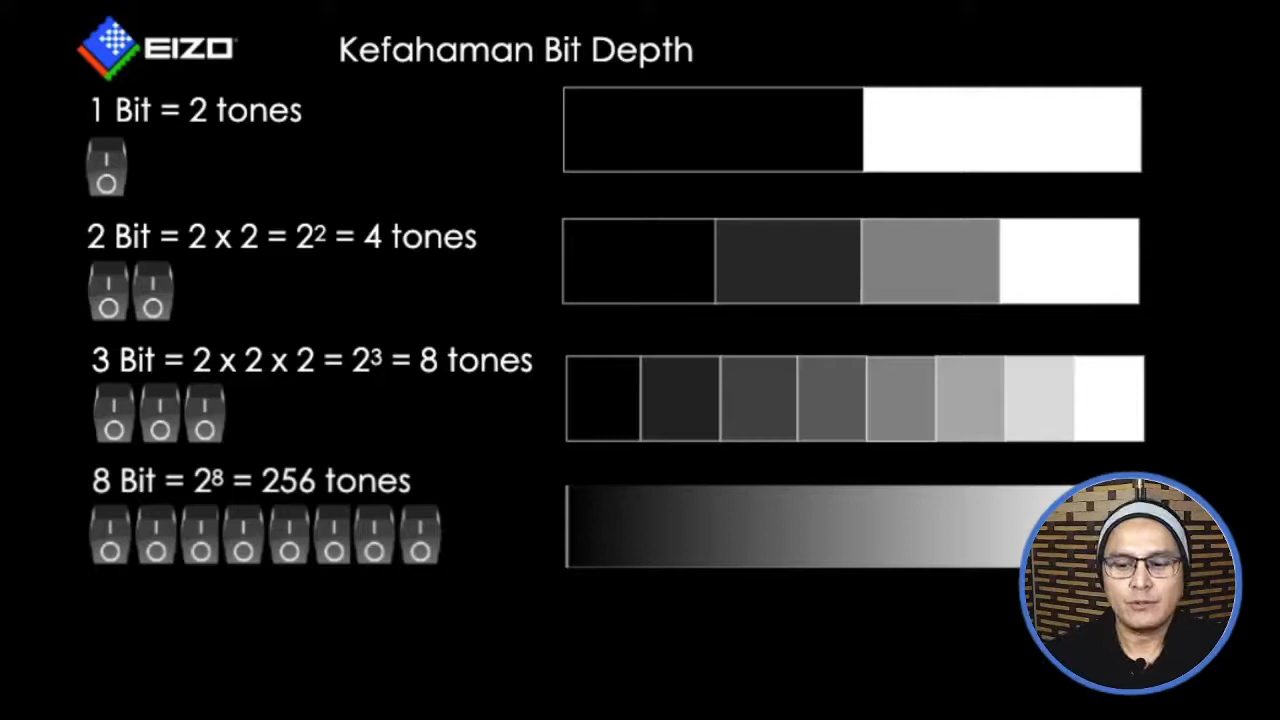 EIZO
Kefahaman Bit Depth
1 Bit = 2 tones
2 Bit = 2 x 2 = 2² = 4 tones
3 Bit = 2 x 2 x 2 = 2³ = 8 tones
8 Bit = 2⁸ = 256 tones